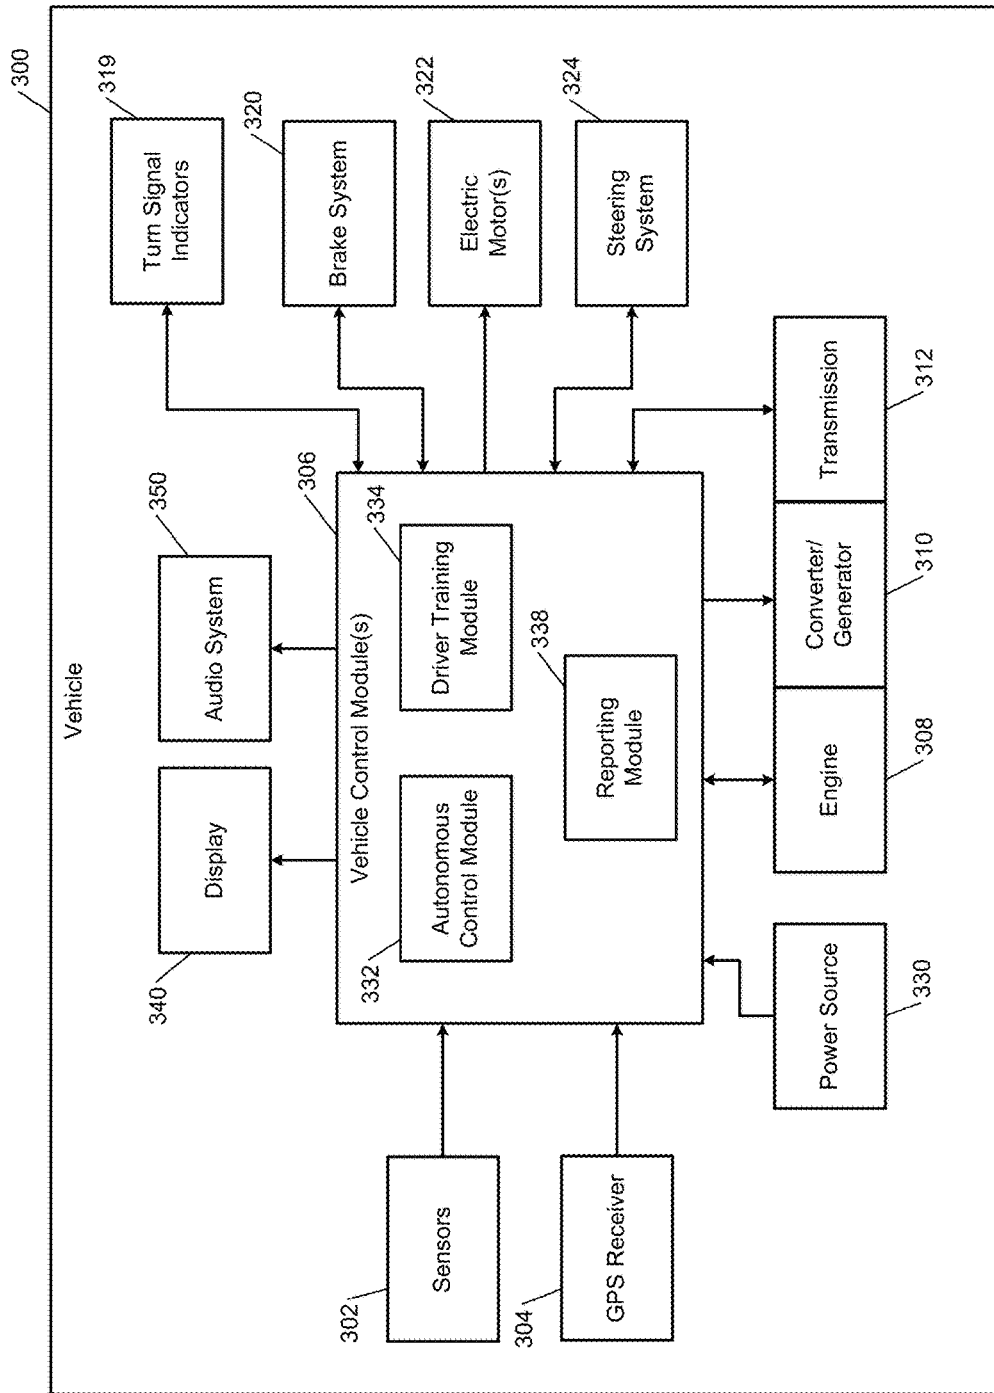 300
Vehicle
340
Display
350
Audio System
319
Turn Signal
Indicators
320
Brake System
322
Electric
Motor(s)
324
Steering
System
306
Vehicle Control Module(s)
332
Autonomous
Control Module
334
Driver Training
Module
338
Reporting
Module
302
Sensors
304
GPS Receiver
Power Source
330
Engine
308
Converter/
Generator
310
Transmission
312